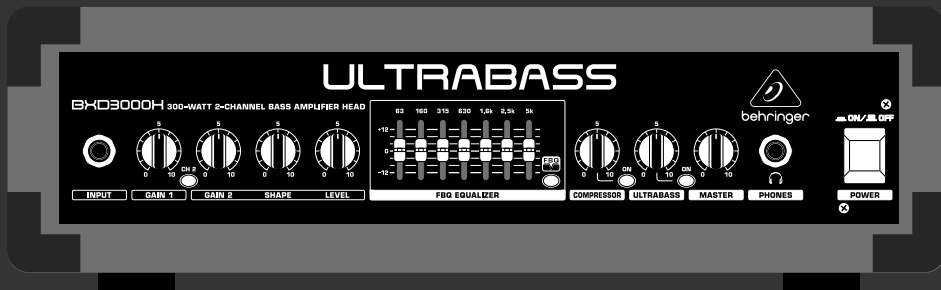 ULTRABASS
BXD3000H 300-WATT 2-CHANNEL BASS AMPLIFIER HEAD
behringer
ON/ OFF
63 160 315 630 1,6k 2,5k 5k
+12
0
-12
FBQ
5 5 5 5 5 5 5
0 10 0 10 0 10 0 10 0 10 0 10 0 10
CH 2
ON ON
INPUT GAIN 1 GAIN 2 SHAPE LEVEL FBQ EQUALIZER COMPRESSOR ULTRABASS MASTER PHONES POWER